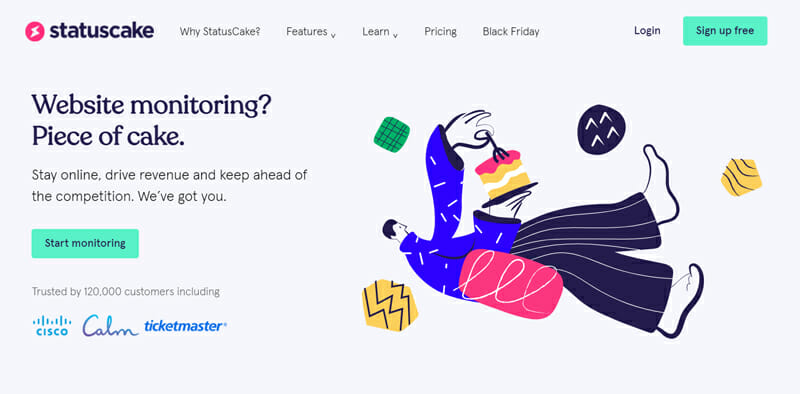 statuscake
Why StatusCake?
Features
Learn
Pricing
Black Friday
Login
Sign up free
Website monitoring?
Piece of cake.
Stay online, drive revenue and keep ahead of
the competition. We’ve got you.
Start monitoring
Trusted by 120,000 customers including
CISCO
Calm
ticketmaster®